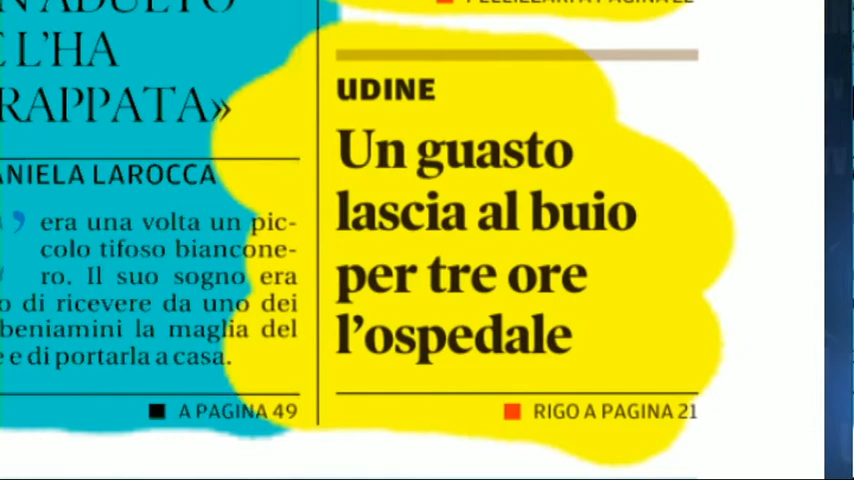 L'HA
RAPPATA»
LAROCCA
era una volta un pic-
colo tifoso biancone-
ro. Il suo sogno era
di ricevere da uno dei
beniamini la maglia del
e di portarla a casa.
A PAGINA 49
UDINE
Un guasto
lascia al buio
per tre ore
l'ospedale
RIGO A PAGINA 21